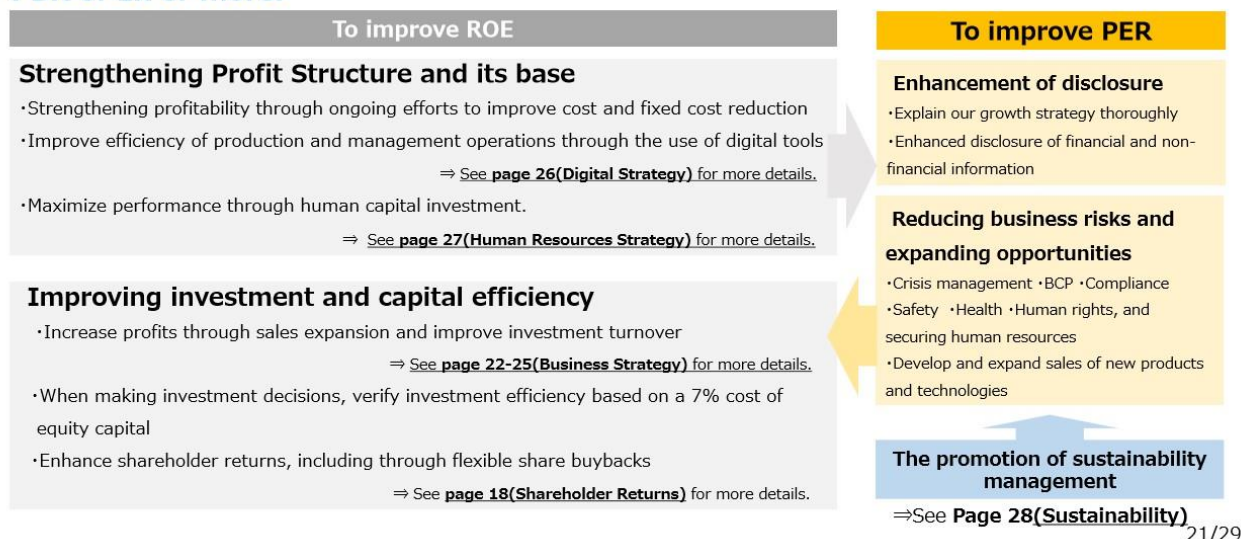 To improve ROE
Strengthening Profit Structure and its base
・Strengthening profitability through ongoing efforts to improve cost and fixed cost reduction
・Improve efficiency of production and management operations through the use of digital tools
⇒ See page 26(Digital Strategy) for more details.
・Maximize performance through human capital investment.
⇒ See page 27(Human Resources Strategy) for more details.
Improving investment and capital efficiency
・Increase profits through sales expansion and improve investment turnover
⇒ See page 22-25(Business Strategy) for more details.
・When making investment decisions, verify investment efficiency based on a 7% cost of
equity capital
・Enhance shareholder returns, including through flexible share buybacks
⇒ See page 18(Shareholder Returns) for more details.
To improve PER
Enhancement of disclosure
・Explain our growth strategy thoroughly
・Enhanced disclosure of financial and non-
financial information
Reducing business risks and
expanding opportunities
・Crisis management ・BCP ・Compliance
・Safety ・Health ・Human rights, and
securing human resources
・Develop and expand sales of new products
and technologies
The promotion of sustainability
management
⇒See Page 28(Sustainability)
21/29